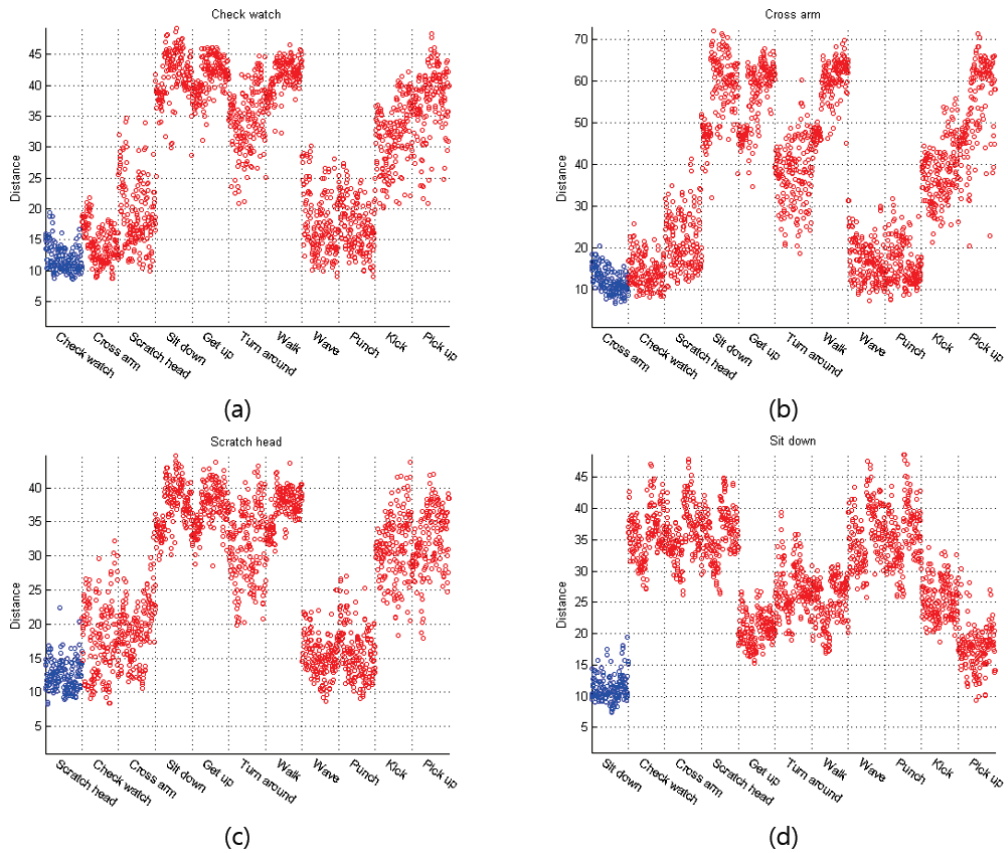 Check watch
Distance
45
40
35
30
25
20
15
10
5
Check watch
Cross arm
Scratch head
Sit down
Get up
Turn around
Walk
Wave
Punch
Kick
Pick up
(a)
Cross arm
Distance
70
60
50
40
30
20
10
Cross arm
Check watch
Scratch head
Sit down
Get up
Turn around
Walk
Wave
Punch
Kick
Pick up
(b)
Scratch head
Distance
40
35
30
25
20
15
10
5
Scratch head
Check watch
Cross arm
Sit down
Get up
Turn around
Walk
Wave
Punch
Kick
Pick up
(c)
Sit down
Distance
45
40
35
30
25
20
15
10
5
Sit down
Check watch
Cross arm
Scratch head
Get up
Turn around
Walk
Wave
Punch
Kick
Pick up
(d)